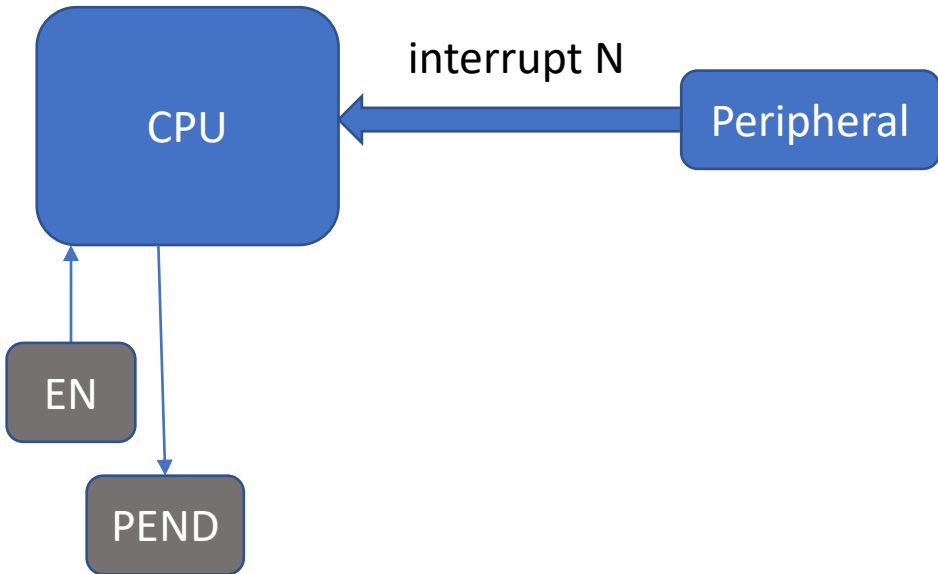 interrupt N
CPU
Peripheral
EN
PEND